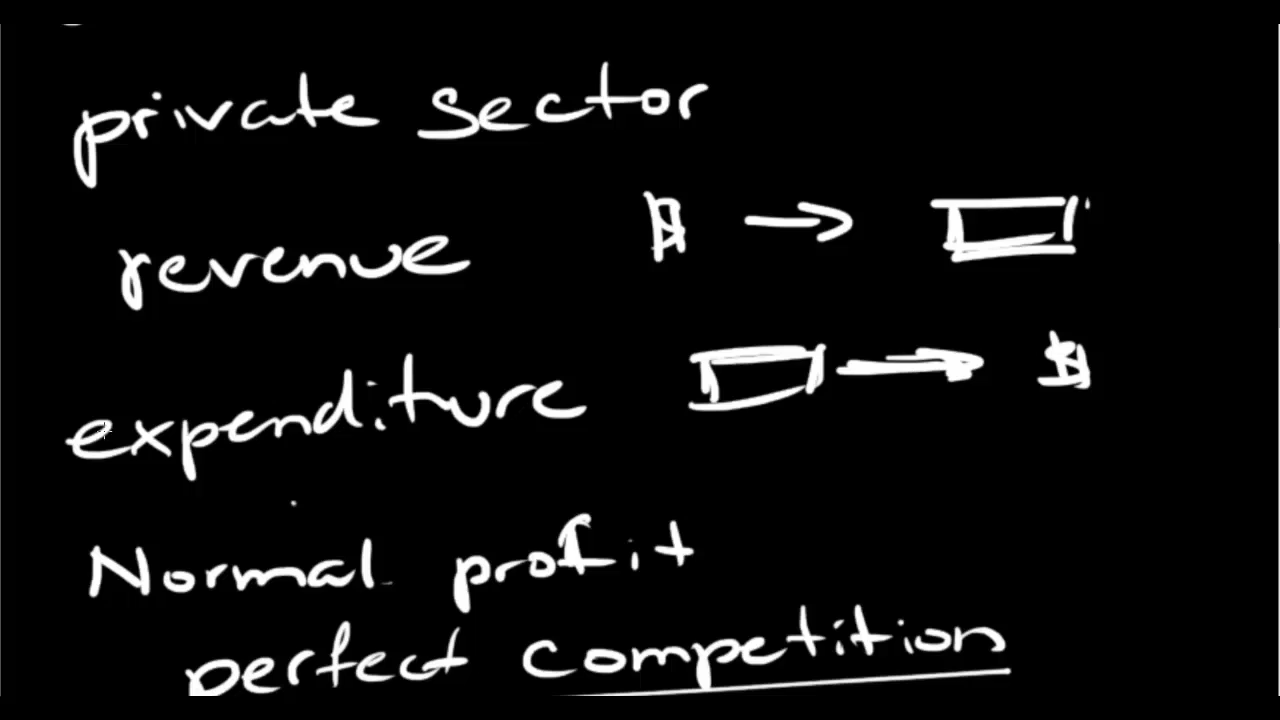 private sector
revenue $ →
expenditure → $
Normal profit
perfect competition